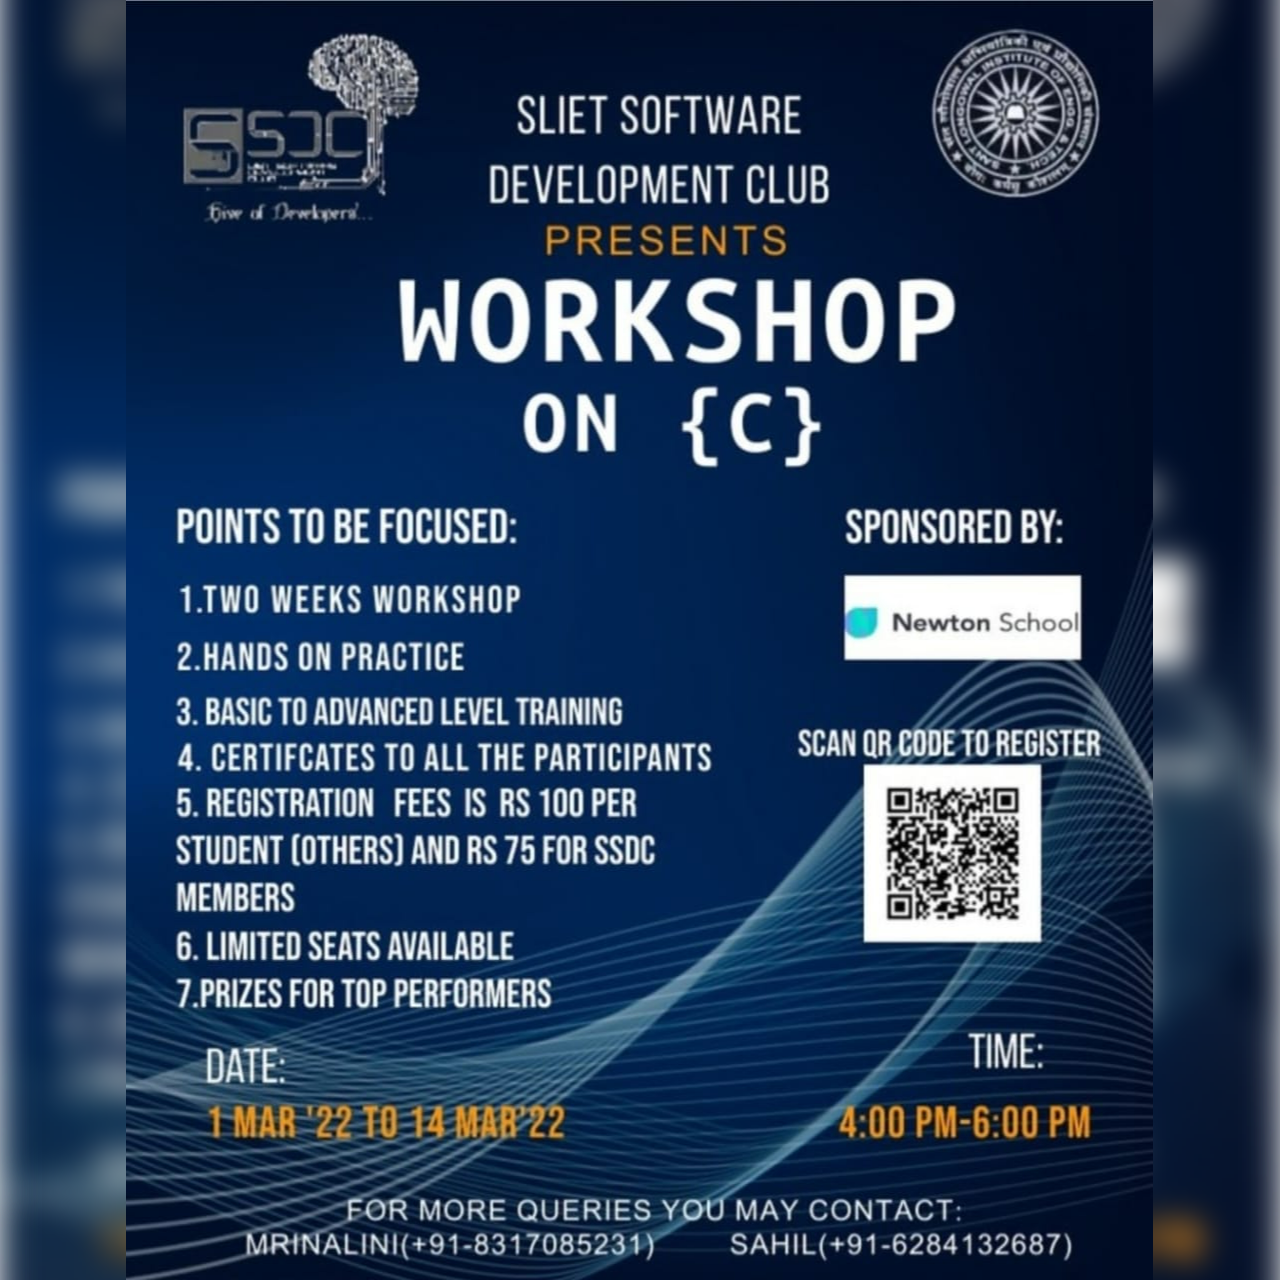 SSDC
Hive of Developers'...
SLIET SOFTWARE
DEVELOPMENT CLUB
PRESENTS
WORKSHOP
ON {C}
POINTS TO BE FOCUSED:
1.TWO WEEKS WORKSHOP
2.HANDS ON PRACTICE
3. BASIC TO ADVANCED LEVEL TRAINING
4. CERTIFCATES TO ALL THE PARTICIPANTS
5. REGISTRATION FEES IS RS 100 PER
STUDENT (OTHERS) AND RS 75 FOR SSDC
MEMBERS
6. LIMITED SEATS AVAILABLE
7.PRIZES FOR TOP PERFORMERS
SPONSORED BY:
Newton School
SCAN QR CODE TO REGISTER
DATE:
1 MAR '22 TO 14 MAR'22
TIME:
4:00 PM-6:00 PM
FOR MORE QUERIES YOU MAY CONTACT:
MRINALINI(+91-8317085231) SAHIL(+91-6284132687)